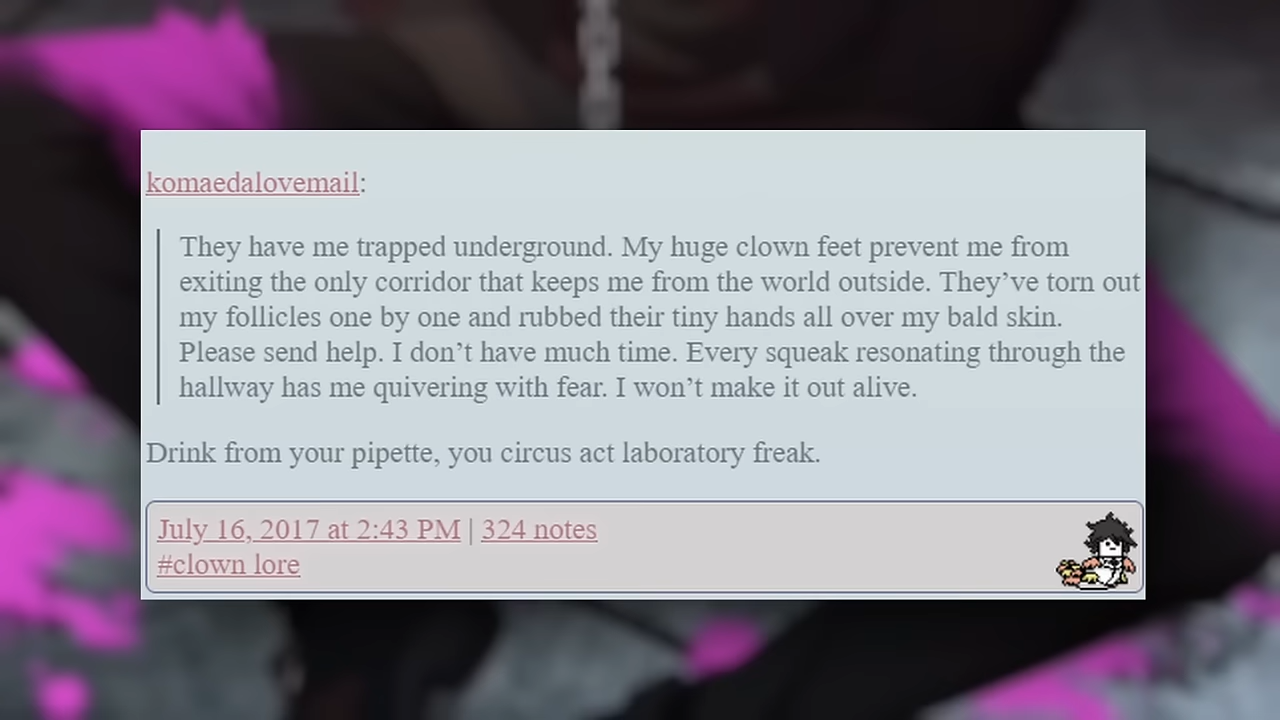 komaedalovemail:
They have me trapped underground. My huge clown feet prevent me from
exiting the only corridor that keeps me from the world outside. They’ve torn out
my follicles one by one and rubbed their tiny hands all over my bald skin.
Please send help. I don’t have much time. Every squeak resonating through the
hallway has me quivering with fear. I won’t make it out alive.
Drink from your pipette, you circus act laboratory freak.
July 16, 2017 at 2:43 PM | 324 notes
#clown lore